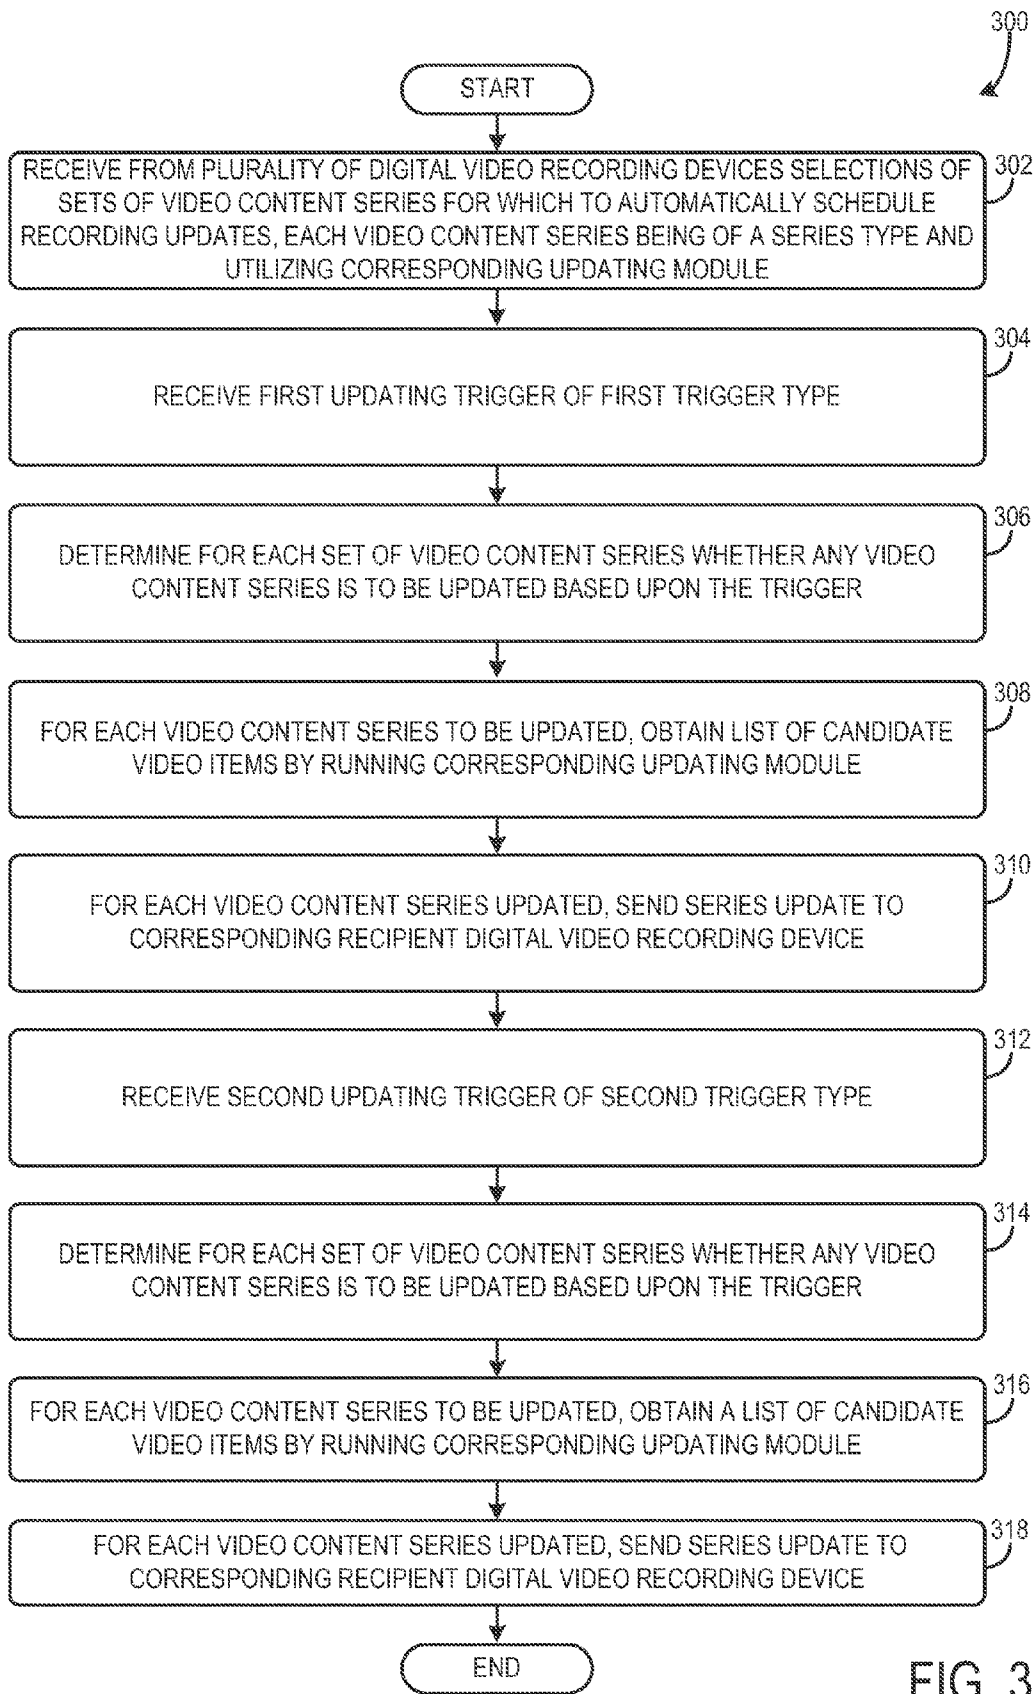 300
START
RECEIVE FROM PLURALITY OF DIGITAL VIDEO RECORDING DEVICES SELECTIONS OF
SETS OF VIDEO CONTENT SERIES FOR WHICH TO AUTOMATICALLY SCHEDULE
RECORDING UPDATES, EACH VIDEO CONTENT SERIES BEING OF A SERIES TYPE AND
UTILIZING CORRESPONDING UPDATING MODULE
302
RECEIVE FIRST UPDATING TRIGGER OF FIRST TRIGGER TYPE
304
DETERMINE FOR EACH SET OF VIDEO CONTENT SERIES WHETHER ANY VIDEO
CONTENT SERIES IS TO BE UPDATED BASED UPON THE TRIGGER
306
FOR EACH VIDEO CONTENT SERIES TO BE UPDATED, OBTAIN LIST OF CANDIDATE
VIDEO ITEMS BY RUNNING CORRESPONDING UPDATING MODULE
308
FOR EACH VIDEO CONTENT SERIES UPDATED, SEND SERIES UPDATE TO
CORRESPONDING RECIPIENT DIGITAL VIDEO RECORDING DEVICE
310
RECEIVE SECOND UPDATING TRIGGER OF SECOND TRIGGER TYPE
312
DETERMINE FOR EACH SET OF VIDEO CONTENT SERIES WHETHER ANY VIDEO
CONTENT SERIES IS TO BE UPDATED BASED UPON THE TRIGGER
314
FOR EACH VIDEO CONTENT SERIES TO BE UPDATED, OBTAIN A LIST OF CANDIDATE
VIDEO ITEMS BY RUNNING CORRESPONDING UPDATING MODULE
316
FOR EACH VIDEO CONTENT SERIES UPDATED, SEND SERIES UPDATE TO
CORRESPONDING RECIPIENT DIGITAL VIDEO RECORDING DEVICE
318
END
FIG. 3